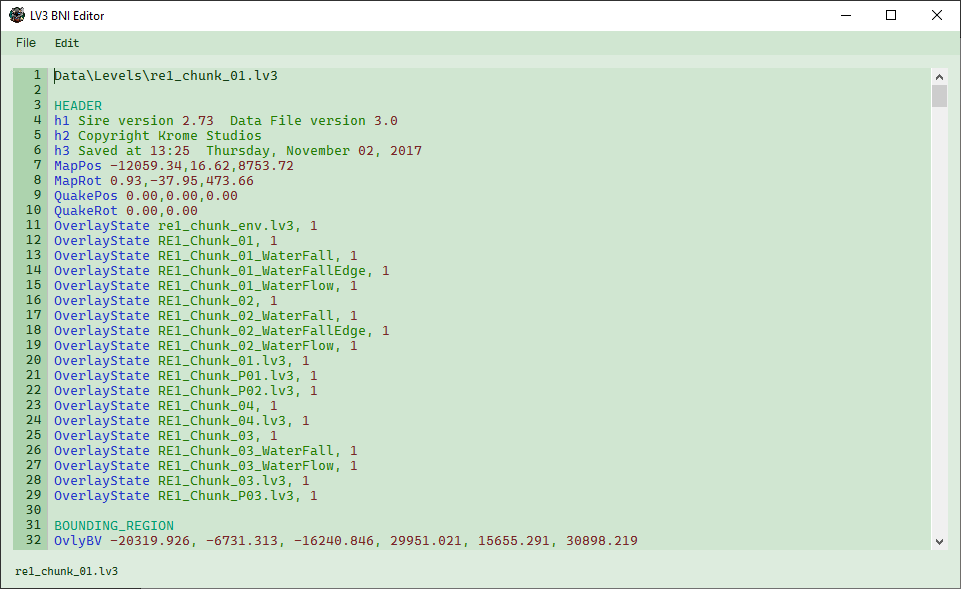 LV3 BNI Editor
File Edit
1 Data\Levels\re1_chunk_01.lv3
2
3 HEADER
4 h1 Sire version 2.73  Data File version 3.0
5 h2 Copyright Krome Studios
6 h3 Saved at 13:25  Thursday, November 02, 2017
7 MapPos -12059.34,16.62,8753.72
8 MapRot 0.93,-37.95,473.66
9 QuakePos 0.00,0.00,0.00
10 QuakeRot 0.00,0.00
11 OverlayState re1_chunk_env.lv3, 1
12 OverlayState RE1_Chunk_01, 1
13 OverlayState RE1_Chunk_01_WaterFall, 1
14 OverlayState RE1_Chunk_01_WaterFallEdge, 1
15 OverlayState RE1_Chunk_01_WaterFlow, 1
16 OverlayState RE1_Chunk_02, 1
17 OverlayState RE1_Chunk_02_WaterFall, 1
18 OverlayState RE1_Chunk_02_WaterFallEdge, 1
19 OverlayState RE1_Chunk_02_WaterFlow, 1
20 OverlayState RE1_Chunk_01.lv3, 1
21 OverlayState RE1_Chunk_P01.lv3, 1
22 OverlayState RE1_Chunk_P02.lv3, 1
23 OverlayState RE1_Chunk_04, 1
24 OverlayState RE1_Chunk_04.lv3, 1
25 OverlayState RE1_Chunk_03, 1
26 OverlayState RE1_Chunk_03_WaterFall, 1
27 OverlayState RE1_Chunk_03_WaterFlow, 1
28 OverlayState RE1_Chunk_03.lv3, 1
29 OverlayState RE1_Chunk_P03.lv3, 1
30
31 BOUNDING_REGION
32 OvlyBV -20319.926, -6731.313, -16240.846, 29951.021, 15655.291, 30898.219
re1_chunk_01.lv3